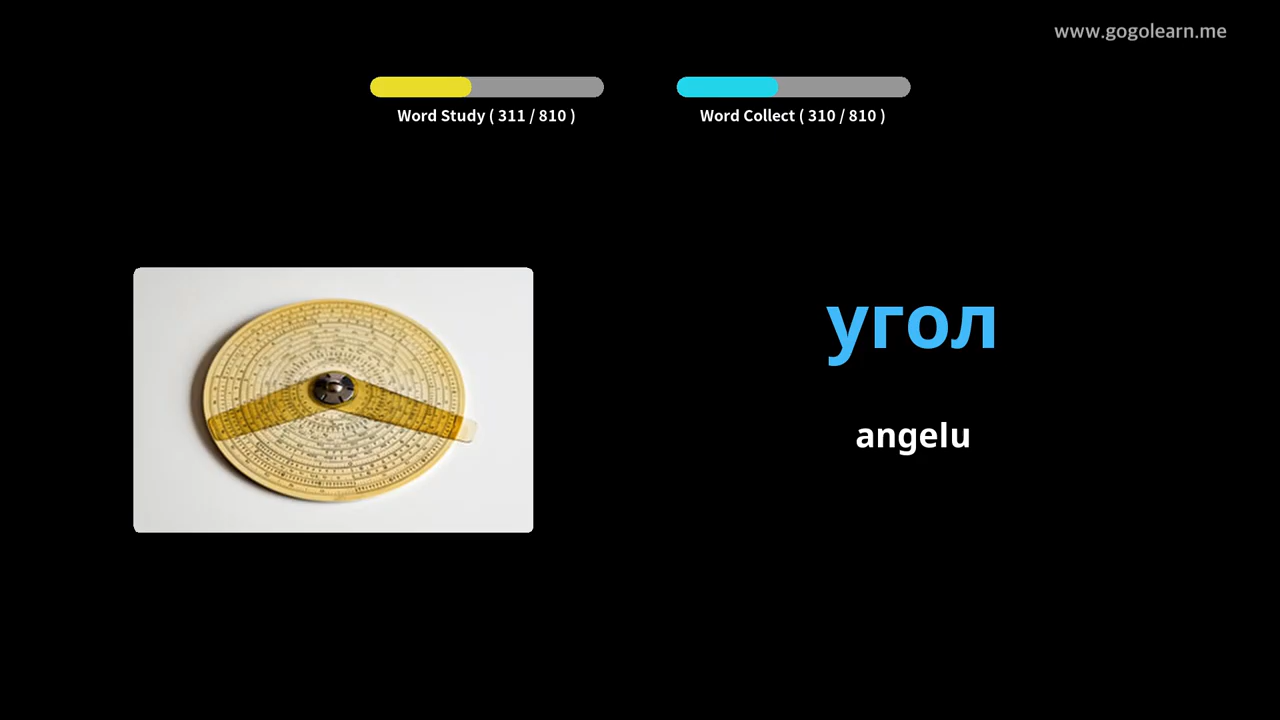 www.gogolearn.me
Word Study ( 311 / 810 )
Word Collect ( 310 / 810 )
угол
angelu